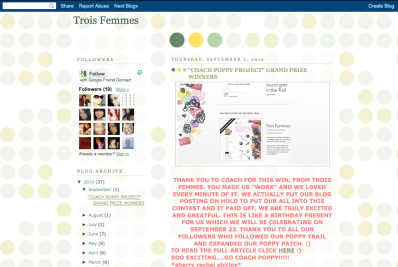 Share Report Abuse Next Blog» Create Blog
Trois Femmes
FOLLOWERS
Follow
with Google Friend Connect
Followers (19) More »
Already a member? Sign in
BLOG ARCHIVE
▼ 2010 (37)
▼ September (1)
"COACH POPPY PROJECT" GRAND PRIZE WINNERS
► August (1)
► July (2)
► June (7)
► May (9)
► April (6)
► March (8)
THURSDAY, SEPTEMBER 2, 2010
"COACH POPPY PROJECT" GRAND PRIZE
WINNERS
in the Trail
Trois Femmes
THANK YOU TO COACH FOR THIS WIN, FROM TROIS
FEMMES. YOU MADE US "WORK" AND WE LOVED
EVERY MINUTE OF IT. WE ACTUALLY PUT OUR BLOG
POSTING ON HOLD TO PUT OUR ALL INTO THIS
CONTEST AND IT PAID OFF. WE ARE TRULY EXCITED
AND GREATFUL. THIS IS LIKE A BIRTHDAY PRESENT
FOR US WHICH WE WILL BE CELEBRATING ON
SEPTEMBER 23. THANK YOU TO ALL OUR
FOLLOWERS WHO FOLLOWED OUR POPPY TRAIL
AND EXPANDED OUR POPPY PATCH. :)
TO READ THE FULL ARTICLE CLICK HERE :)
SOO EXCITING....GO COACH POPPY!!!!!
*sherry rachel shirley*